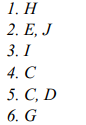 1. H
2. E, J
3. I
4. C
5. C, D
6. G